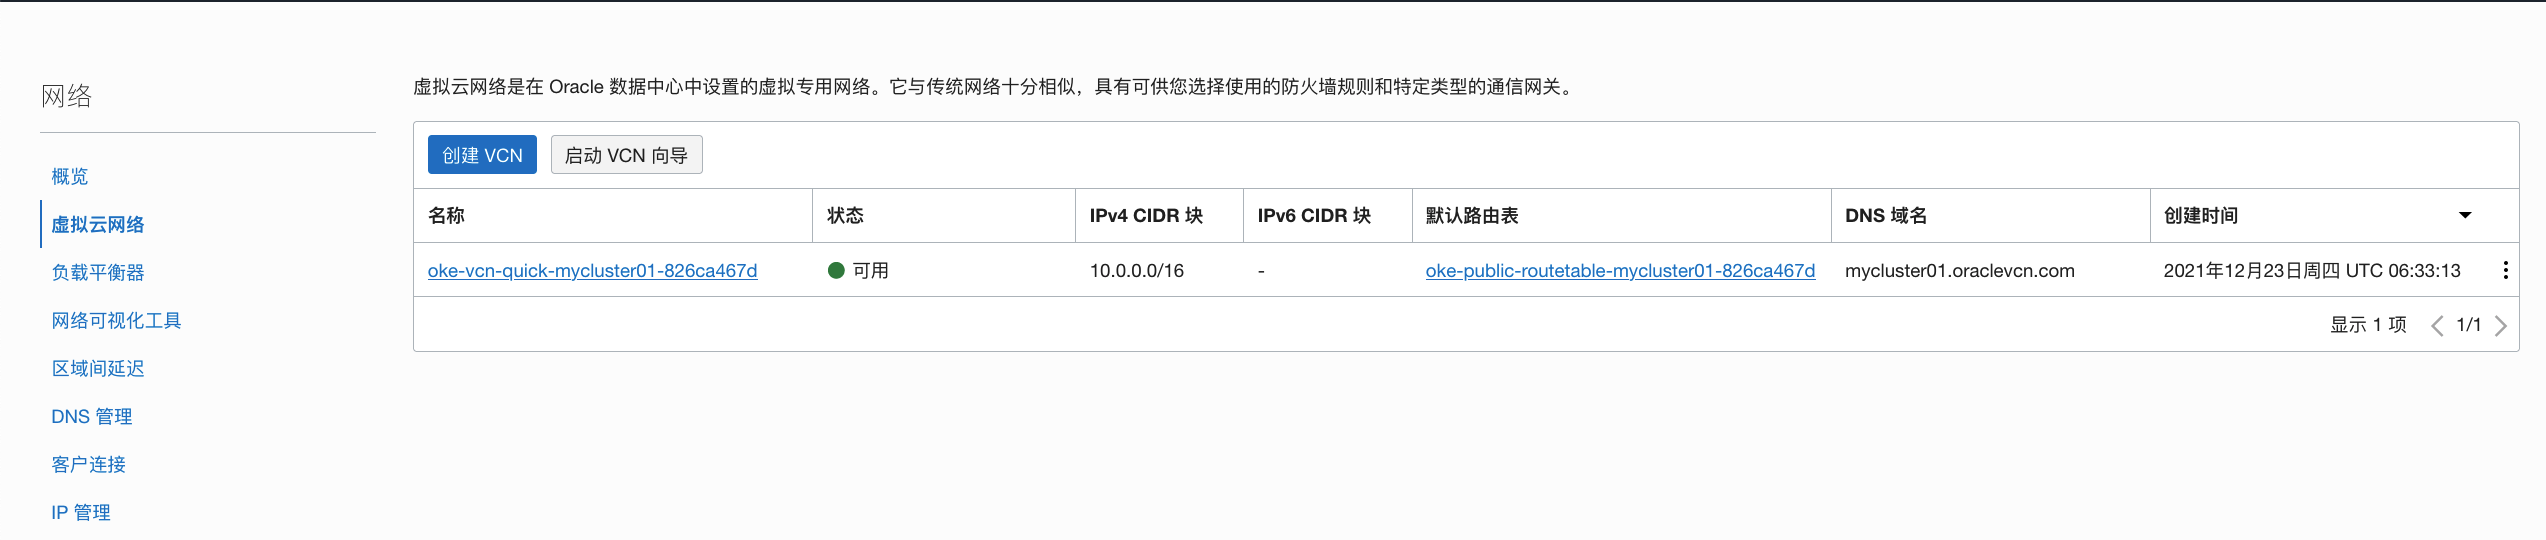 网络
概览
虚拟云网络
负载平衡器
网络可视化工具
区域间延迟
DNS 管理
客户连接
IP 管理
虚拟云网络是在 Oracle 数据中心中设置的虚拟专用网络。它与传统网络十分相似，具有可供您选择使用的防火墙规则和特定类型的通信网关。
创建 VCN 启动 VCN 向导
名称 状态 IPv4 CIDR 块 IPv6 CIDR 块 默认路由表 DNS 域名 创建时间
oke-vcn-quick-mycluster01-826ca467d 可用 10.0.0.0/16 - oke-public-routetable-mycluster01-826ca467d mycluster01.oraclevcn.com 2021年12月23日周四 UTC 06:33:13
显示 1 项 1/1